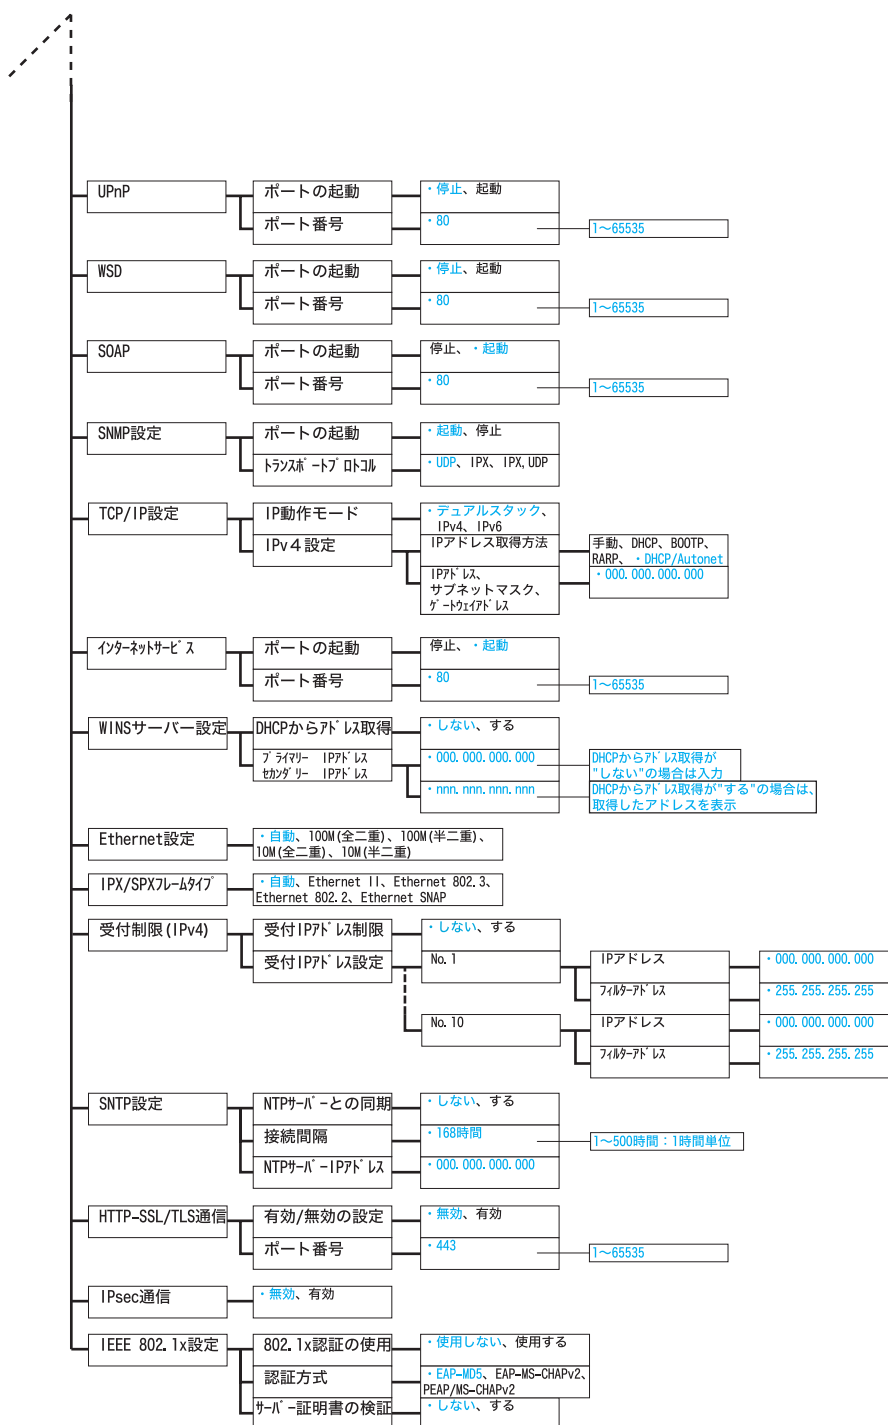 UPnP
ポートの起動
・停止、起動
ポート番号
・80
1～65535
WSD
ポートの起動
・停止、起動
ポート番号
・80
1～65535
SOAP
ポートの起動
停止、・起動
ポート番号
・80
1～65535
SNMP設定
ポートの起動
・起動、停止
トランスポートプロトコル
・UDP、IPX、IPX,UDP
TCP/IP設定
IP動作モード
・デュアルスタック、
IPv4、IPv6
IPv４設定
IPアドレス取得方法
手動、DHCP、BOOTP、
RARP、・DHCP/Autonet
IPアドレス、
サブネットマスク、
ゲートウェイアドレス
・000.000.000.000
インターネットサービス
ポートの起動
停止、・起動
ポート番号
・80
1～65535
WINSサーバー設定
DHCPからアドレス取得
・しない、する
プライマリー IPアドレス
セカンダリー IPアドレス
・000.000.000.000
DHCPからアドレス取得が
"しない"の場合は入力
・nnn.nnn.nnn.nnn
DHCPからアドレス取得が"する"の場合は、
取得したアドレスを表示
Ethernet設定
・自動、100M(全二重)、100M(半二重)、
10M(全二重)、10M(半二重)
IPX/SPXフレームタイプ
・自動、Ethernet II、Ethernet 802.3、
Ethernet 802.2、Ethernet SNAP
受付制限(IPv4)
受付IPアドレス制限
・しない、する
受付IPアドレス設定
No.1
IPアドレス
・000.000.000.000
フィルターアドレス
・255.255.255.255
No.10
IPアドレス
・000.000.000.000
フィルターアドレス
・255.255.255.255
SNTP設定
NTPサーバーとの同期
・しない、する
接続間隔
・168時間
1～500時間：1時間単位
NTPサーバーIPアドレス
・000.000.000.000
HTTP-SSL/TLS通信
有効/無効の設定
・無効、有効
ポート番号
・443
1～65535
IPsec通信
・無効、有効
IEEE 802.1x設定
802.1x認証の使用
・使用しない、使用する
認証方式
・EAP-MD5、EAP-MS-CHAPv2、
PEAP/MS-CHAPv2
サーバー証明書の検証
・しない、する